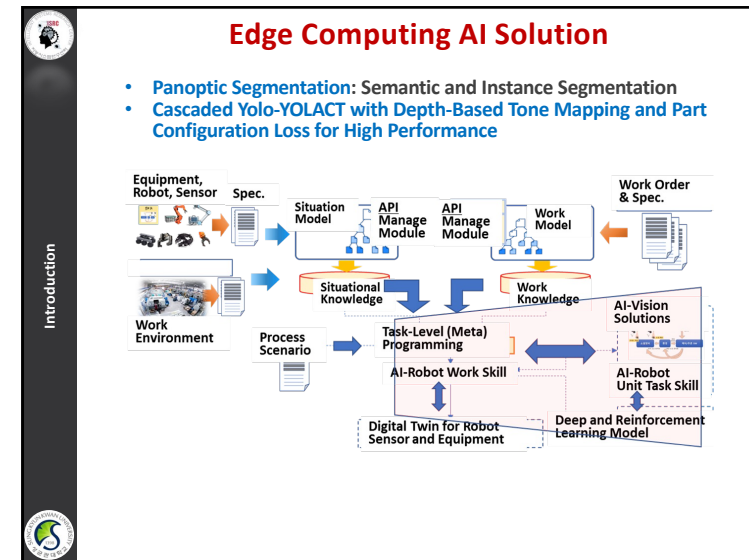 ISRC
Edge Computing AI Solution
• Panoptic Segmentation: Semantic and Instance Segmentation
• Cascaded Yolo-YOLACT with Depth-Based Tone Mapping and Part
Configuration Loss for High Performance
Equipment,
Robot, Sensor
Spec.
Situation
Model
API
Manage
Module
API
Manage
Module
Work
Model
Work Order
& Spec.
Introduction
Situational
Knowledge
Work
Knowledge
Work
Environment
Process
Scenario
Task-Level (Meta)
Programming
AI-Vision
Solutions
AI-Robot Work Skill
AI-Robot
Unit Task Skill
Digital Twin for Robot
Sensor and Equipment
Deep and Reinforcement
Learning Model